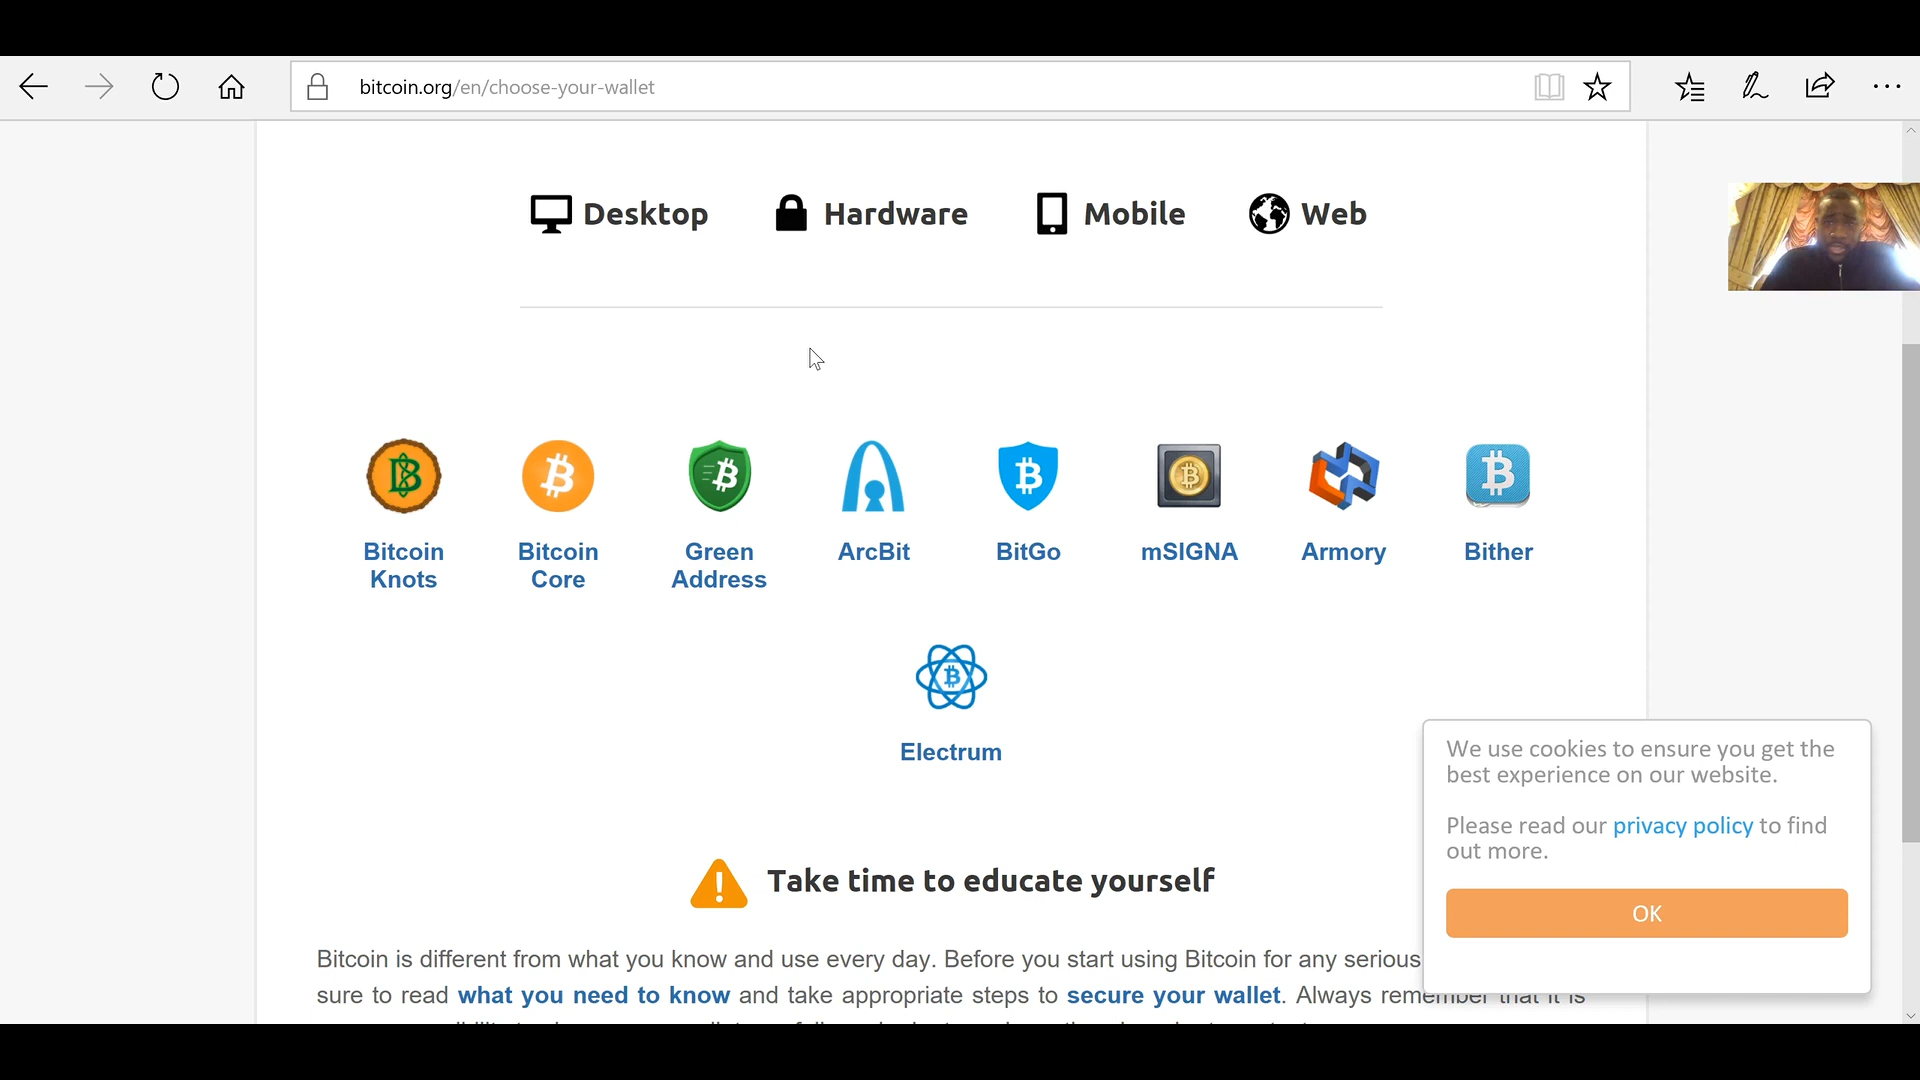 bitcoin.org/en/choose-your-wallet
Desktop Hardware Mobile Web
Bitcoin Knots
Bitcoin Core
Green Address
ArcBit
BitGo
mSIGNA
Armory
Bither
Electrum
Take time to educate yourself
Bitcoin is different from what you know and use every day. Before you start using Bitcoin for any serious
sure to read what you need to know and take appropriate steps to secure your wallet. Always remember that it is
We use cookies to ensure you get the
best experience on our website.
Please read our privacy policy to find
out more.
OK